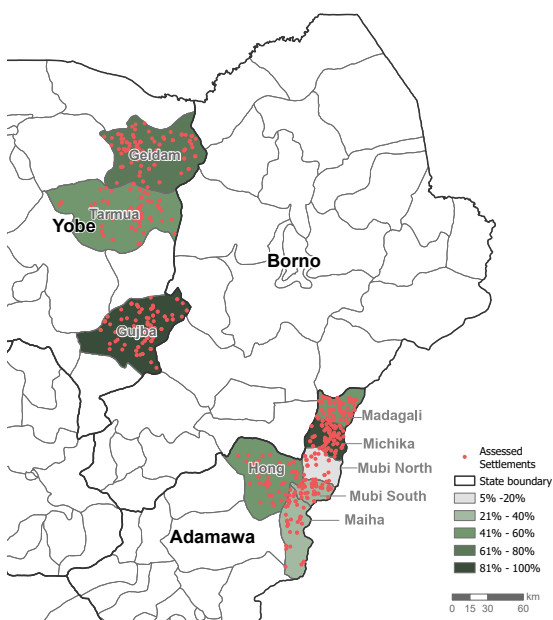 Geidam
Tarmua
Yobe
Borno
Gujba
Madagali
Michika
Mubi North
Hong
Mubi South
Maiha
Adamawa
Assessed
Settlements
State boundary
5% -20%
21% - 40%
41% - 60%
61% - 80%
81% - 100%
km
0 15 30 60